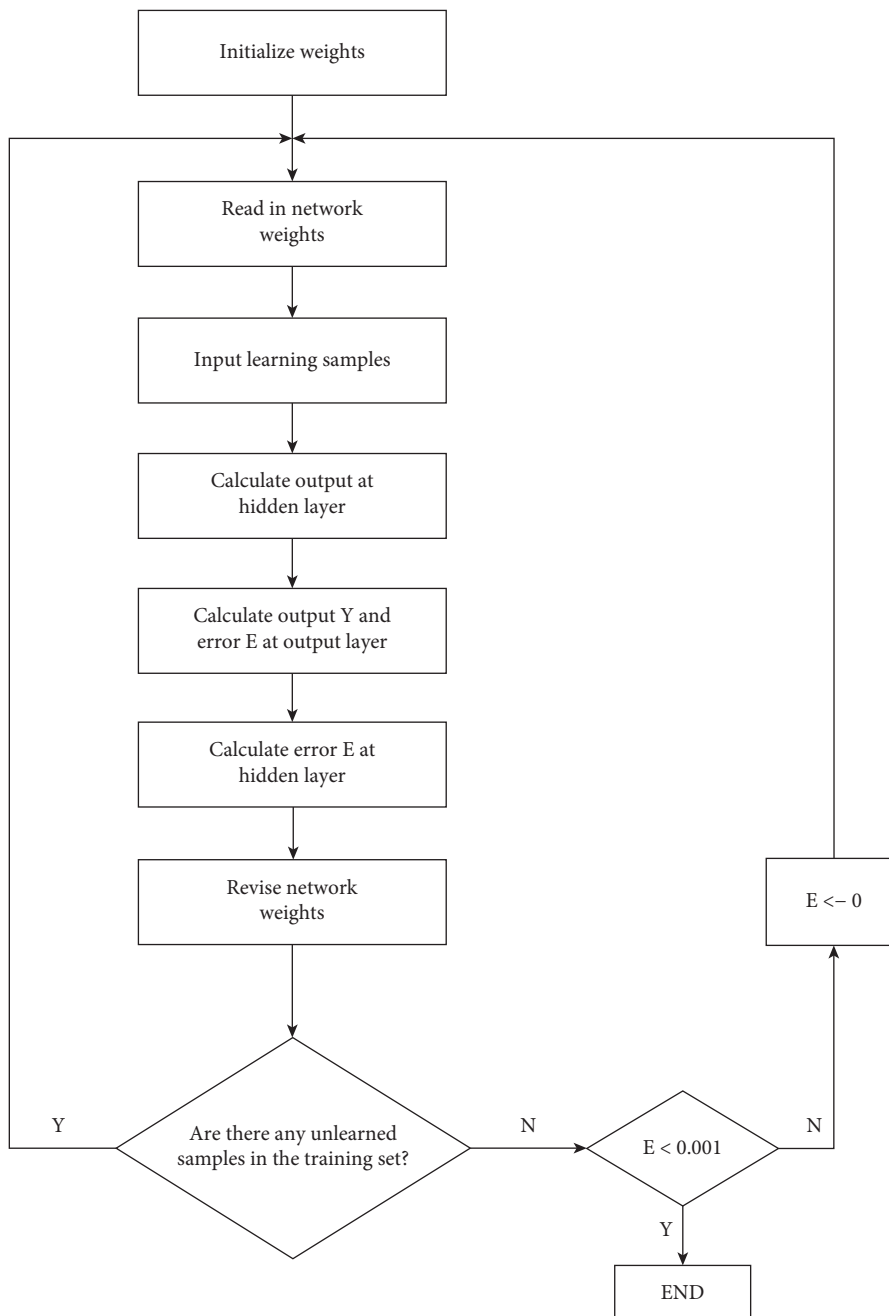 Initialize weights
Read in network
weights
Input learning samples
Calculate output at
hidden layer
Calculate output Y and
error E at output layer
Calculate error E at
hidden layer
Revise network
weights
E <− 0
Y
Are there any unlearned
samples in the training set?
N
E < 0.001
N
Y
END